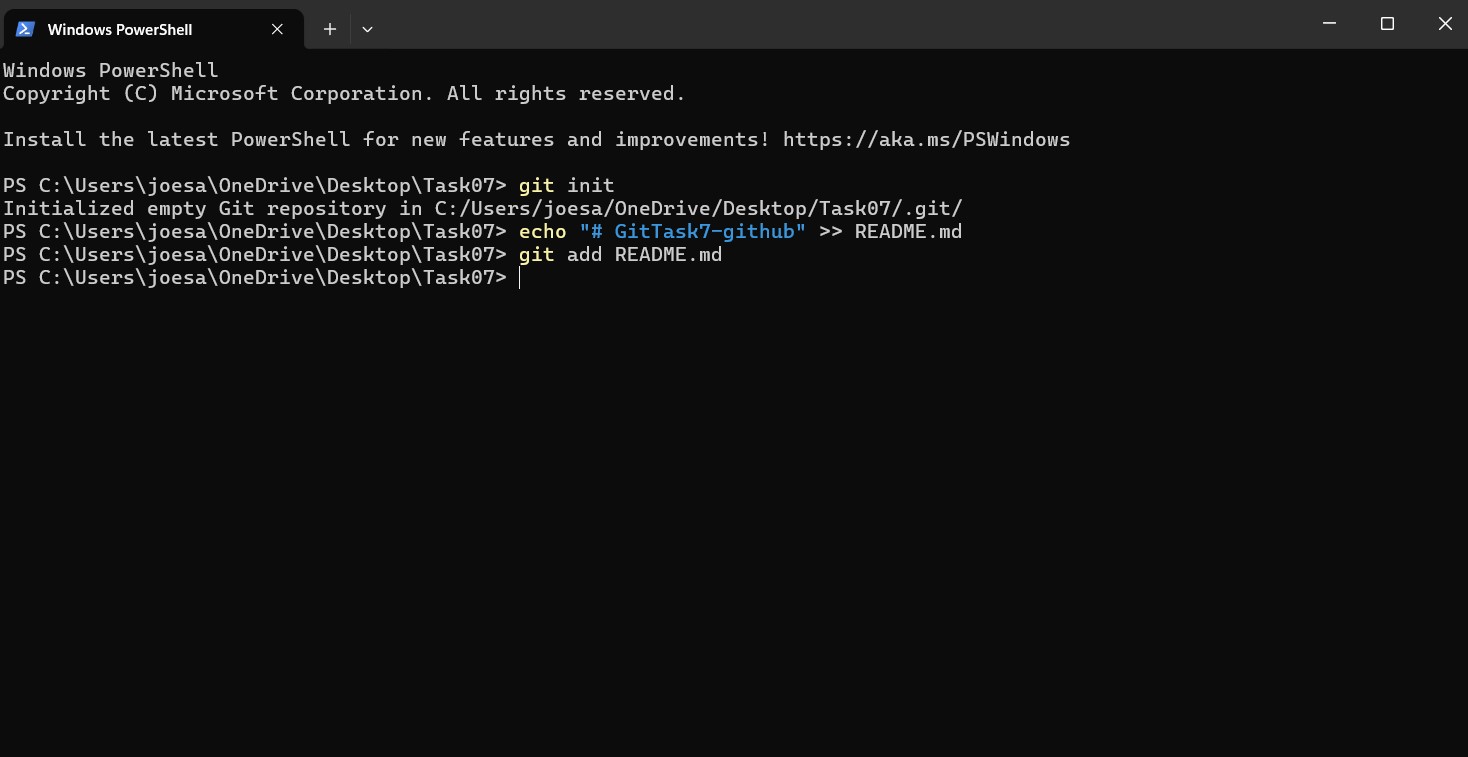 Windows PowerShell
Windows PowerShell
Copyright (C) Microsoft Corporation. All rights reserved.
Install the latest PowerShell for new features and improvements! https://aka.ms/PSWindows
PS C:\Users\joesa\OneDrive\Desktop\Task07> git init
Initialized empty Git repository in C:/Users/joesa/OneDrive/Desktop/Task07/.git/
PS C:\Users\joesa\OneDrive\Desktop\Task07> echo "# GitTask7-github" >> README.md
PS C:\Users\joesa\OneDrive\Desktop\Task07> git add README.md
PS C:\Users\joesa\OneDrive\Desktop\Task07>